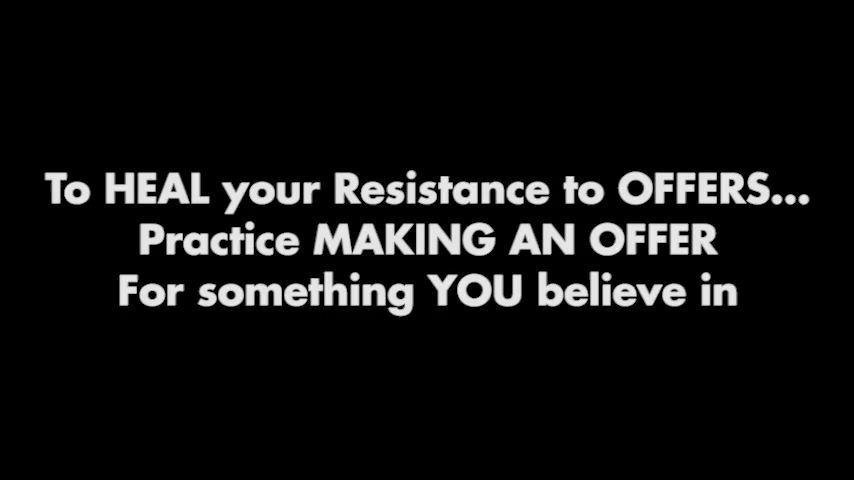 To HEAL your Resistance to OFFERS...
Practice MAKING AN OFFER
For something YOU believe in